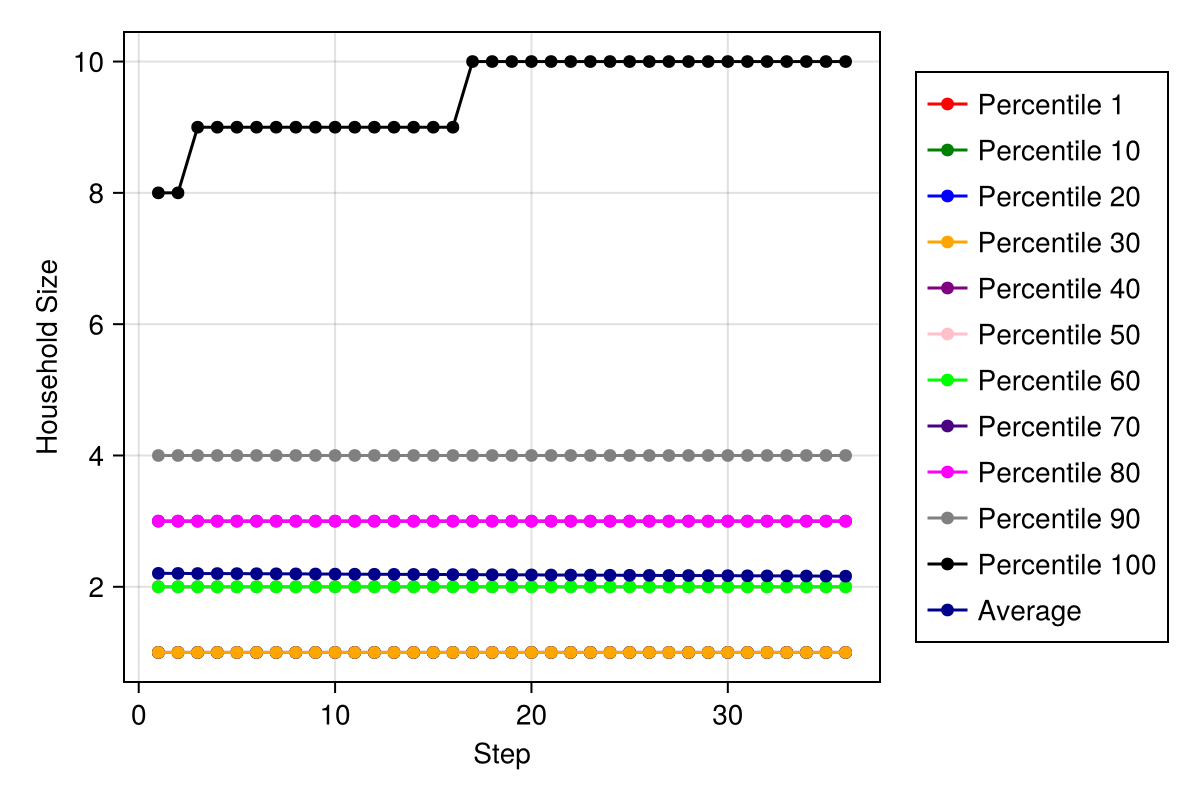 10
8
6
4
2
Household Size
0 10 20 30
Step
Percentile 1
Percentile 10
Percentile 20
Percentile 30
Percentile 40
Percentile 50
Percentile 60
Percentile 70
Percentile 80
Percentile 90
Percentile 100
Average